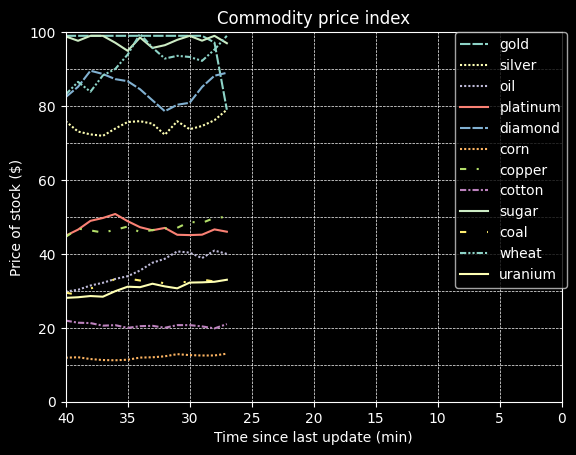 Commodity price index
100
80
60
40
20
0
Price of stock ($)
40
35
30
25
20
15
10
5
0
Time since last update (min)
gold
silver
oil
platinum
diamond
corn
copper
cotton
sugar
coal
wheat
uranium